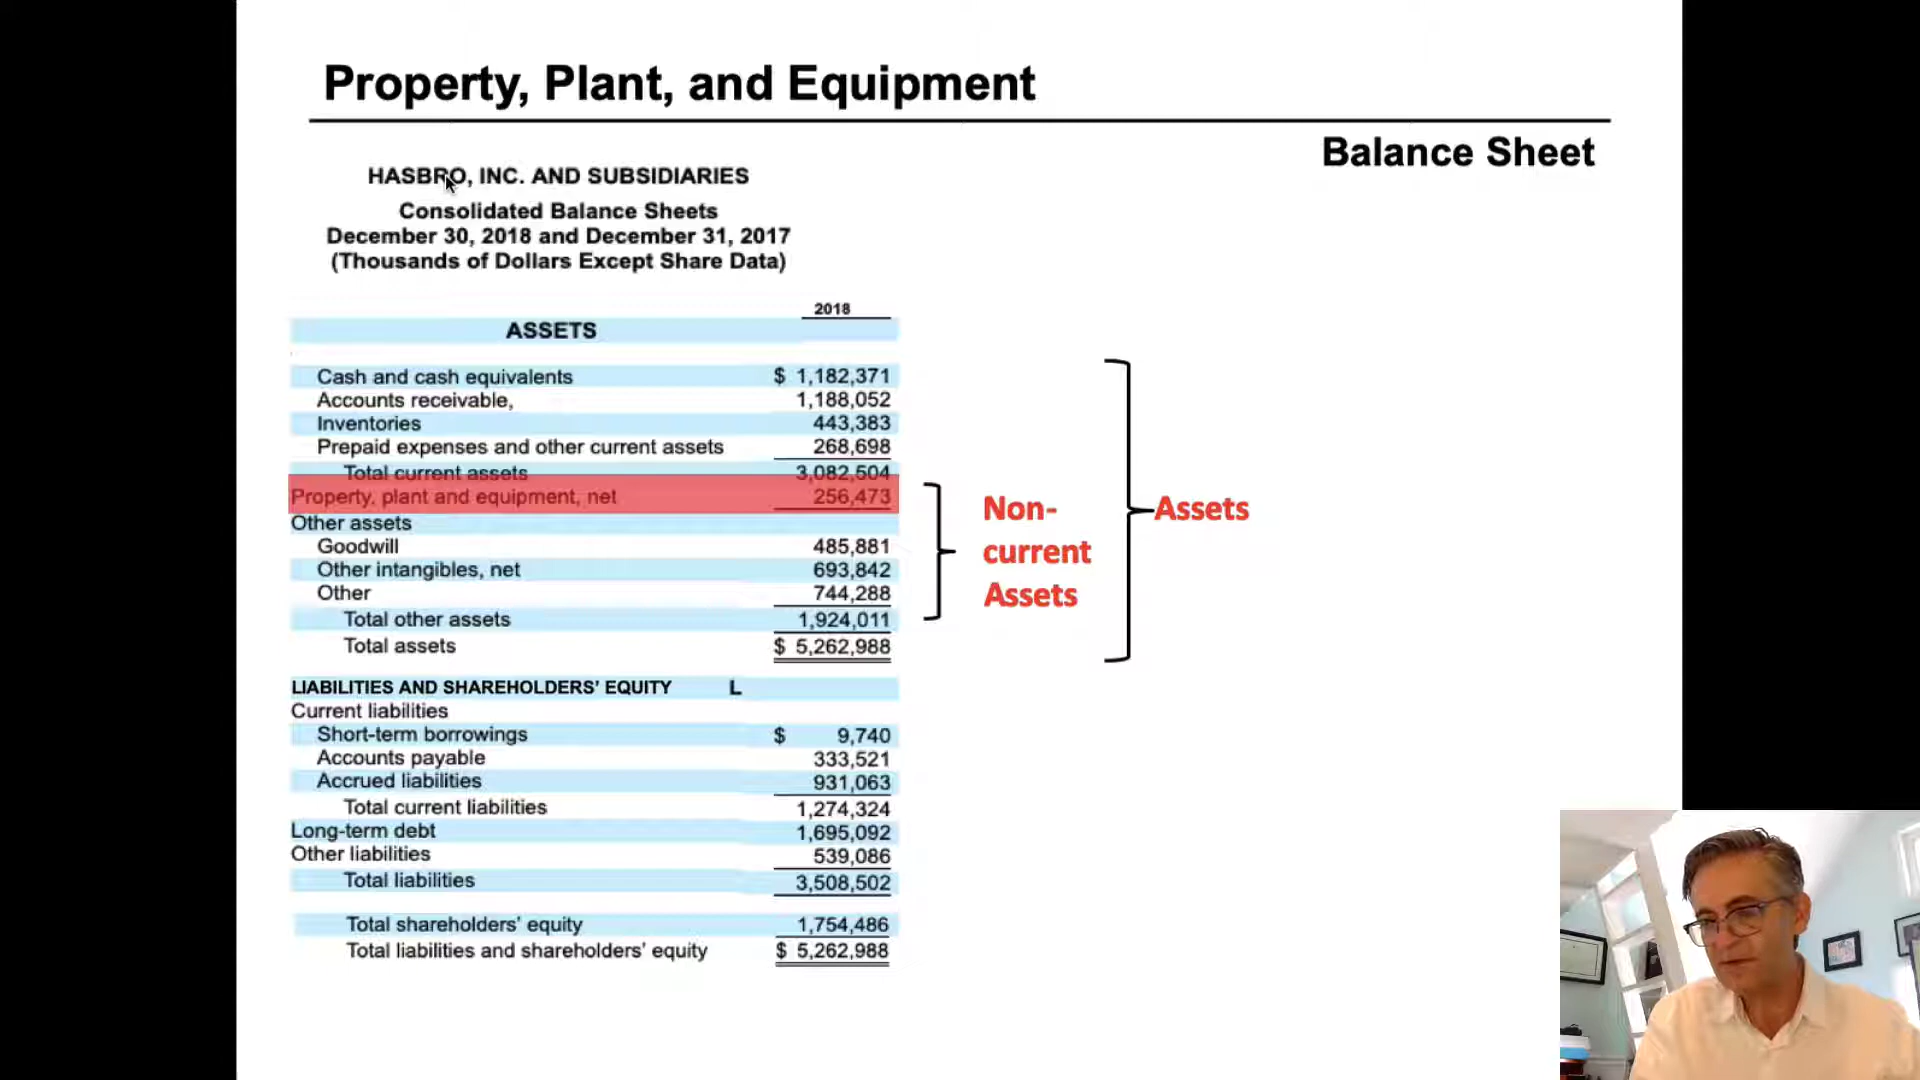 Property, Plant, and Equipment
Balance Sheet
HASBRO, INC. AND SUBSIDIARIES
Consolidated Balance Sheets
December 30, 2018 and December 31, 2017
(Thousands of Dollars Except Share Data)
2018
ASSETS
Cash and cash equivalents $ 1,182,371
Accounts receivable, 1,188,052
Inventories 443,383
Prepaid expenses and other current assets 268,698
Total current assets 3,082,504
Property, plant and equipment, net 256,473
Other assets
Goodwill 485,881
Other intangibles, net 693,842
Other 744,288
Total other assets 1,924,011
Total assets $ 5,262,988
Non-
current
Assets
Assets
LIABILITIES AND SHAREHOLDERS' EQUITY L
Current liabilities
Short-term borrowings $ 9,740
Accounts payable 333,521
Accrued liabilities 931,063
Total current liabilities 1,274,324
Long-term debt 1,695,092
Other liabilities 539,086
Total liabilities 3,508,502
Total shareholders' equity 1,754,486
Total liabilities and shareholders' equity $ 5,262,988